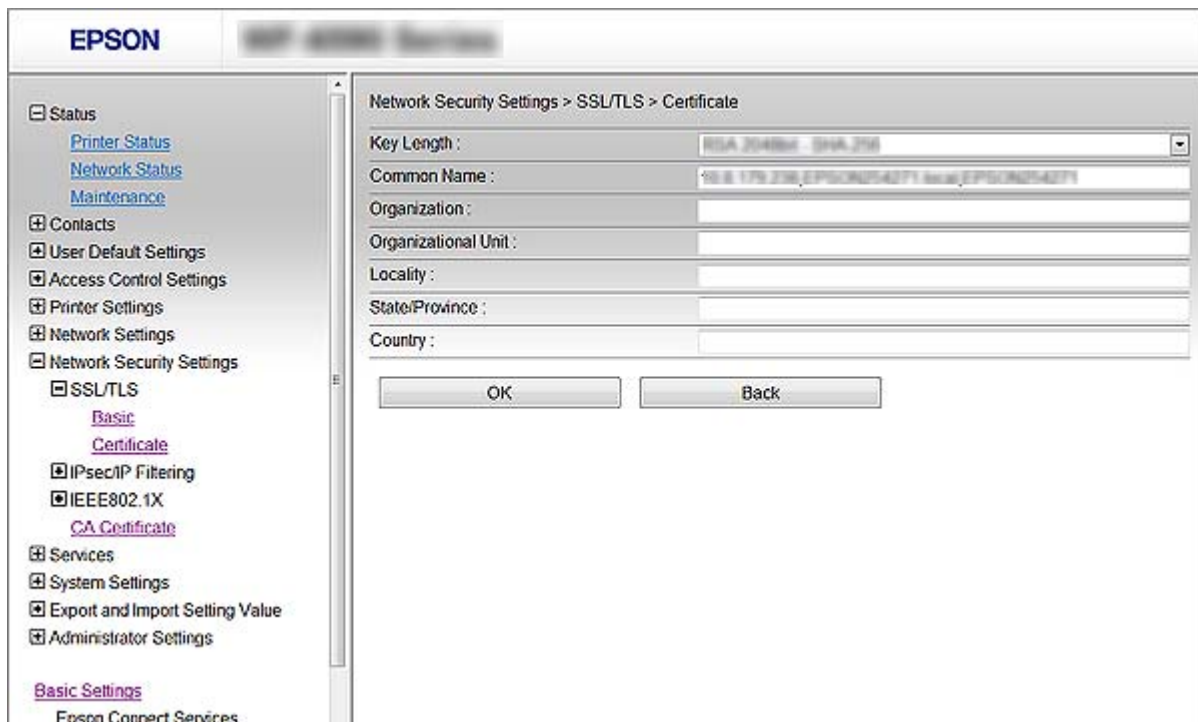 EPSON
Status
Printer Status
Network Status
Maintenance
Contacts
User Default Settings
Access Control Settings
Printer Settings
Network Settings
Network Security Settings
SSL/TLS
Basic
Certificate
IPsec/IP Filtering
IEEE802.1X
CA Certificate
Services
System Settings
Export and Import Setting Value
Administrator Settings
Basic Settings
Epson Connect Services
Network Security Settings > SSL/TLS > Certificate
Key Length :
Common Name :
Organization :
Organizational Unit :
Locality :
State/Province :
Country :
OK Back